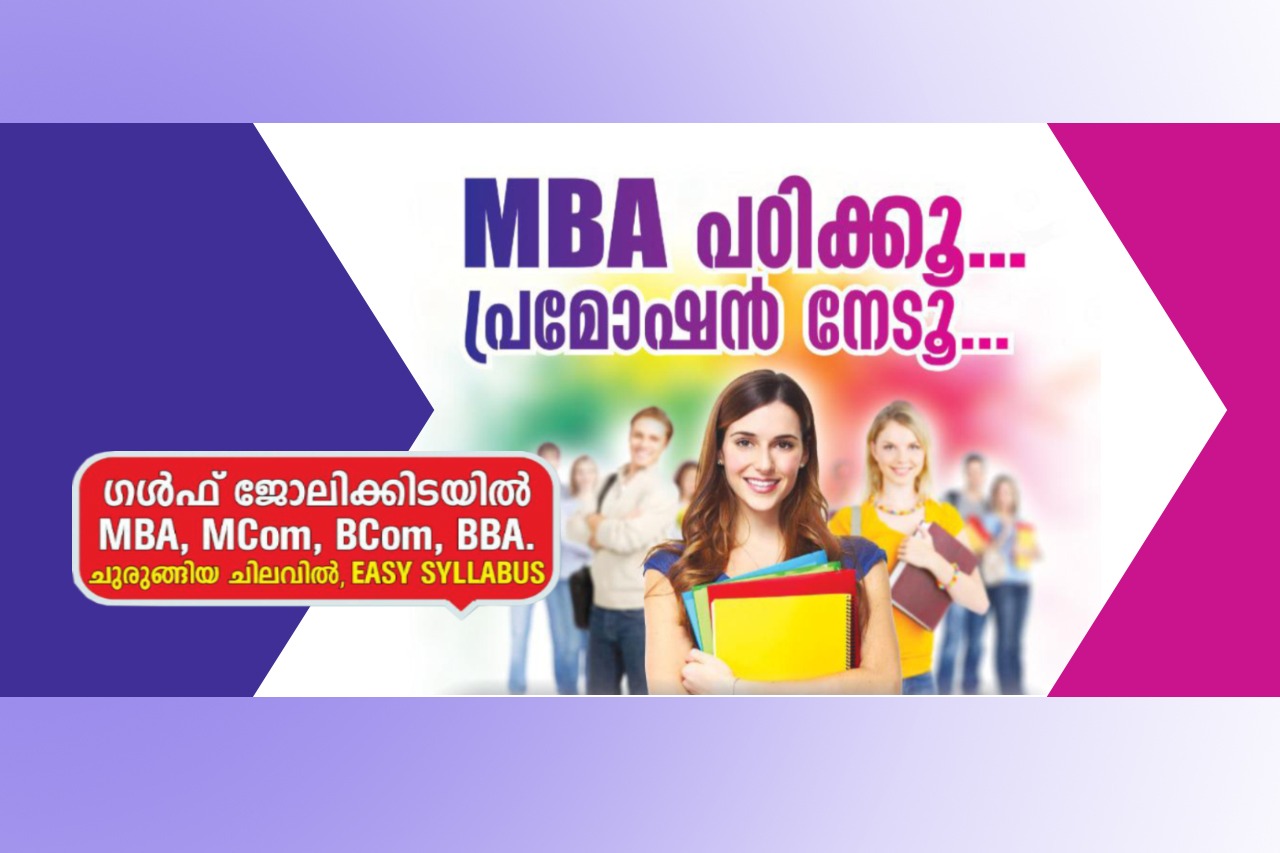 MBA പഠിക്കൂ...
പ്രമോഷൻ നേടൂ...
ഗൾഫ് ജോലിക്കിടയിൽ
MBA, MCom, BCom, BBA.
ചുരുങ്ങിയ ചിലവിൽ, EASY SYLLABUS